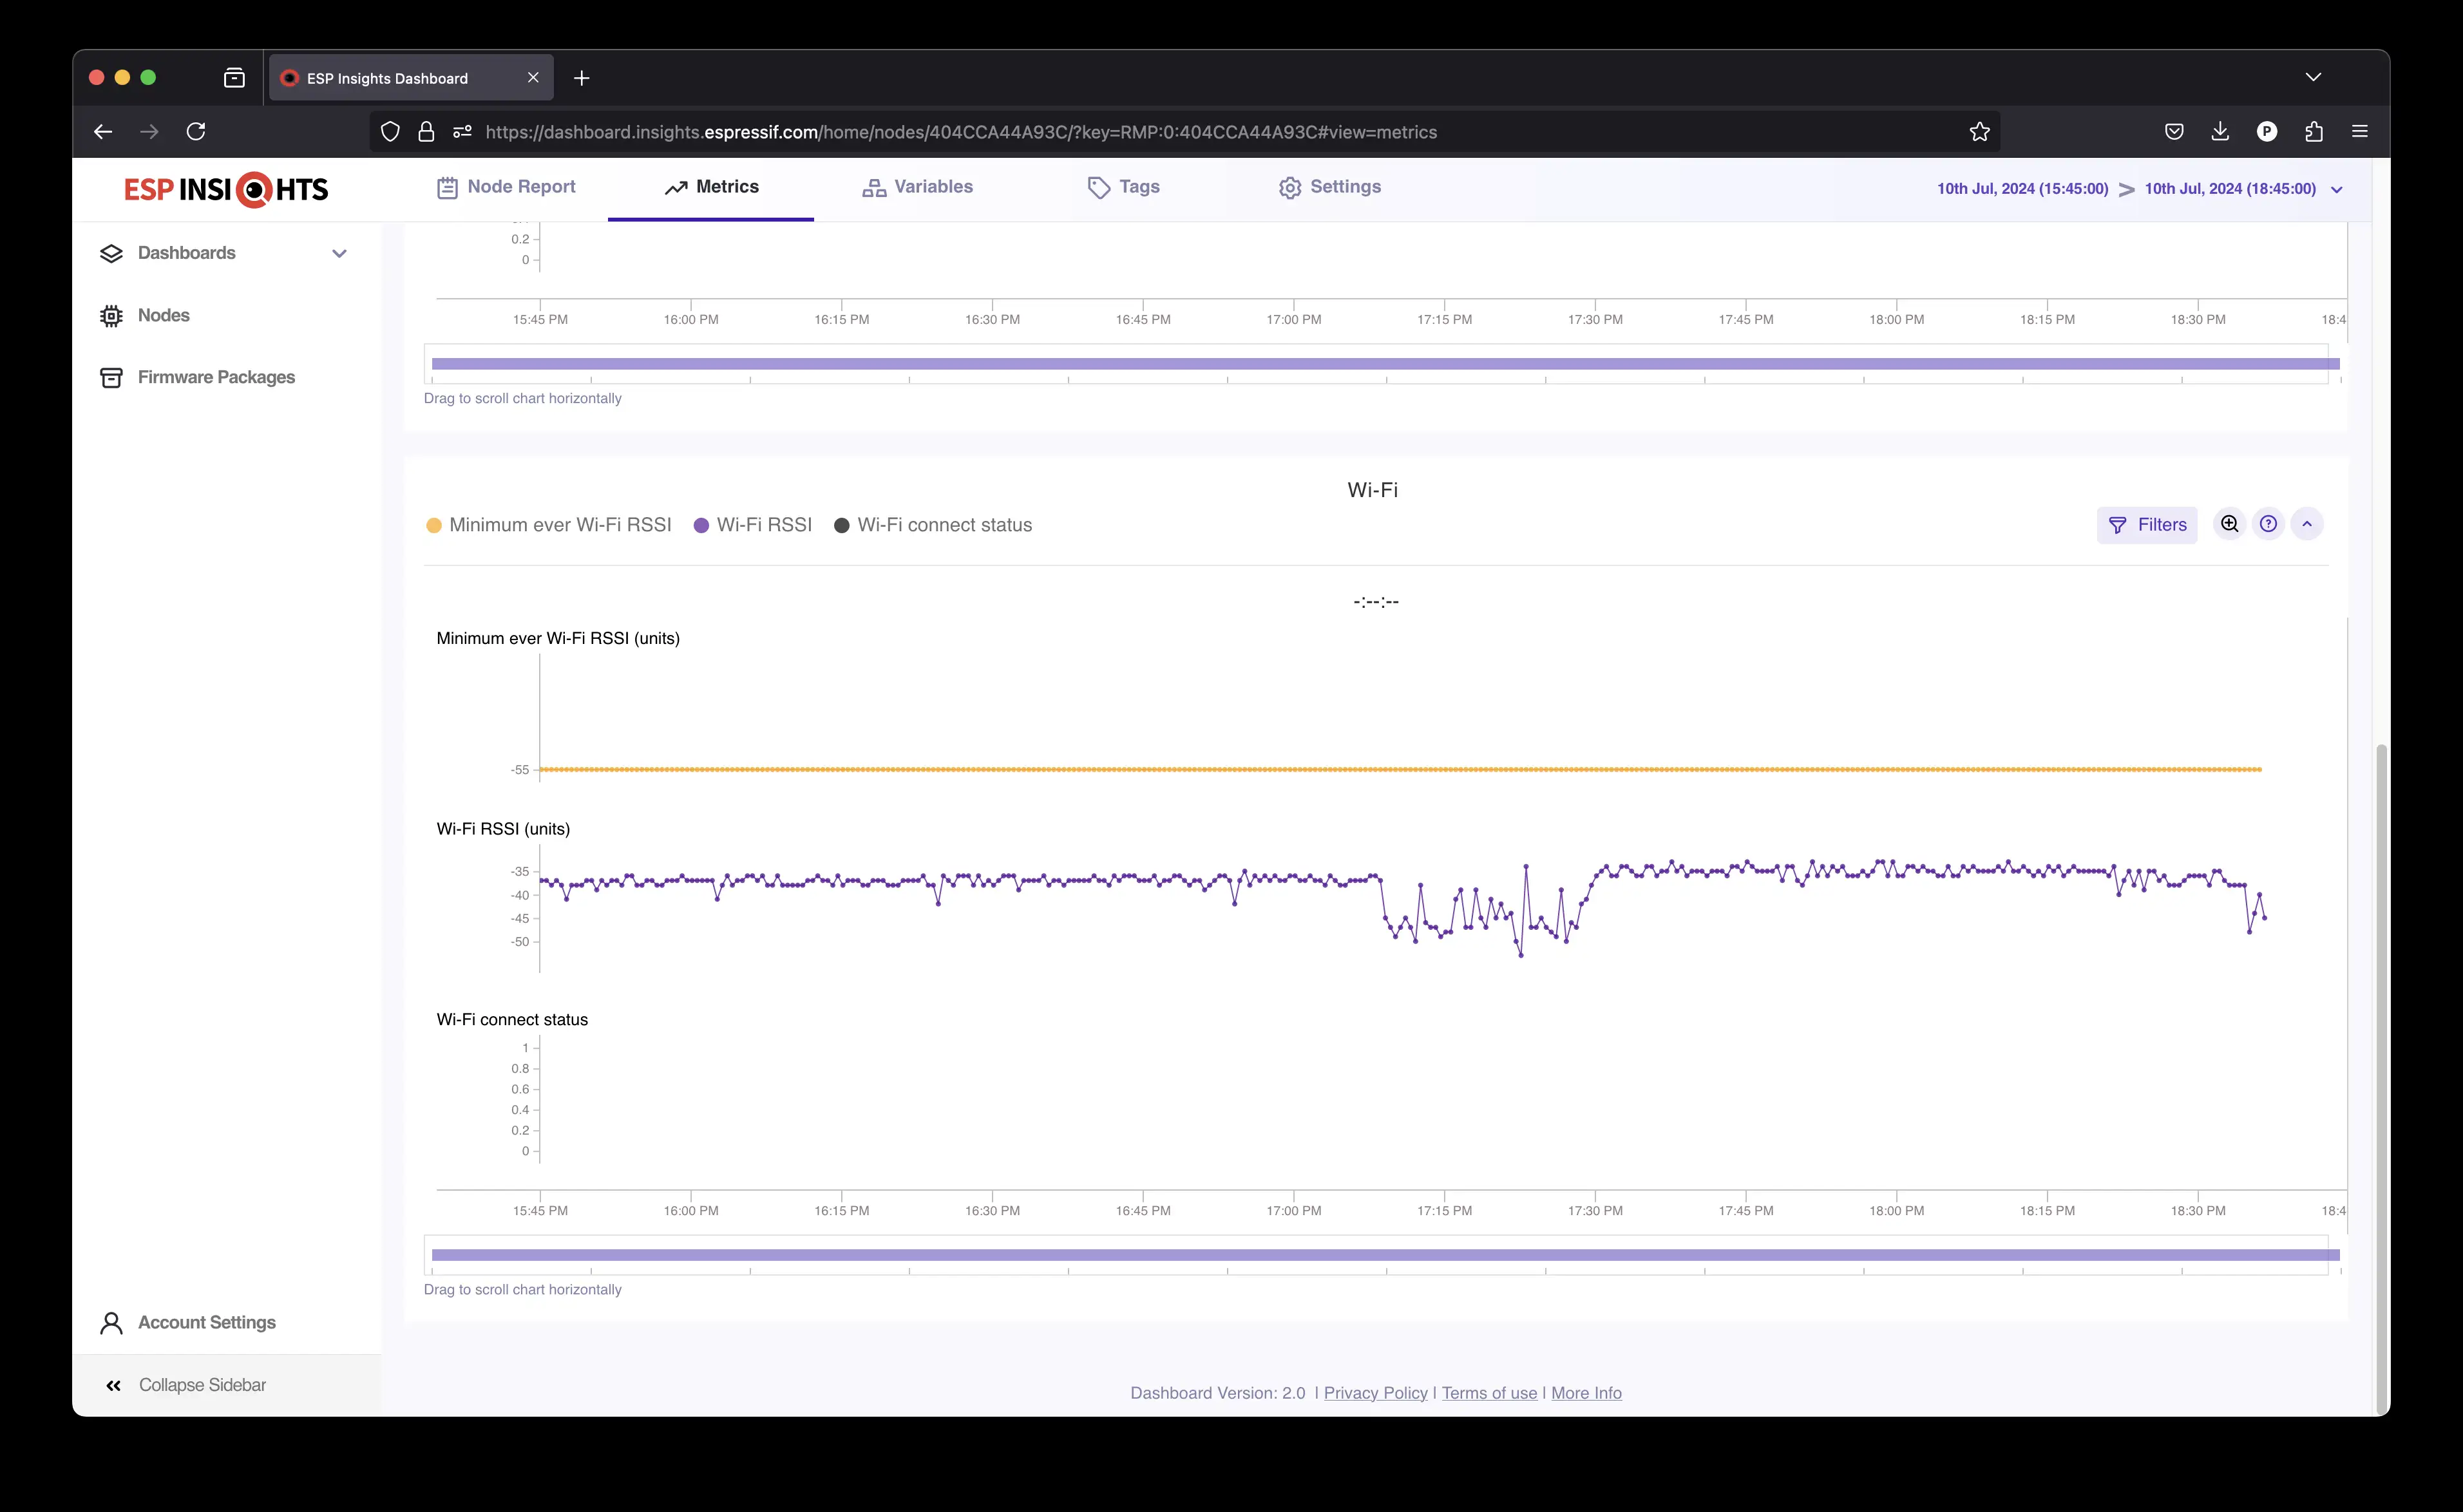 ESP Insights Dashboard
https://dashboard.insights.espressif.com/home/nodes/404CCA44A93C/?key=RMP:0:404CCA44A93C#view=metrics
P
ESP INSIGHTS
Node Report
Metrics
Variables
Tags
Settings
10th Jul, 2024 (15:45:00) > 10th Jul, 2024 (18:45:00)
Dashboards
Nodes
Firmware Packages
0.2
0
15:45 PM 16:00 PM 16:15 PM 16:30 PM 16:45 PM 17:00 PM 17:15 PM 17:30 PM 17:45 PM 18:00 PM 18:15 PM 18:30 PM 18:4
Drag to scroll chart horizontally
Wi-Fi
Minimum ever Wi-Fi RSSI Wi-Fi RSSI Wi-Fi connect status
Filters
?
-:--:--
Minimum ever Wi-Fi RSSI (units)
-55
Wi-Fi RSSI (units)
-35
-40
-45
-50
Wi-Fi connect status
1
0.8
0.6
0.4
0.2
0
15:45 PM 16:00 PM 16:15 PM 16:30 PM 16:45 PM 17:00 PM 17:15 PM 17:30 PM 17:45 PM 18:00 PM 18:15 PM 18:30 PM 18:4
Drag to scroll chart horizontally
Account Settings
Collapse Sidebar
Dashboard Version: 2.0 | Privacy Policy | Terms of use | More Info